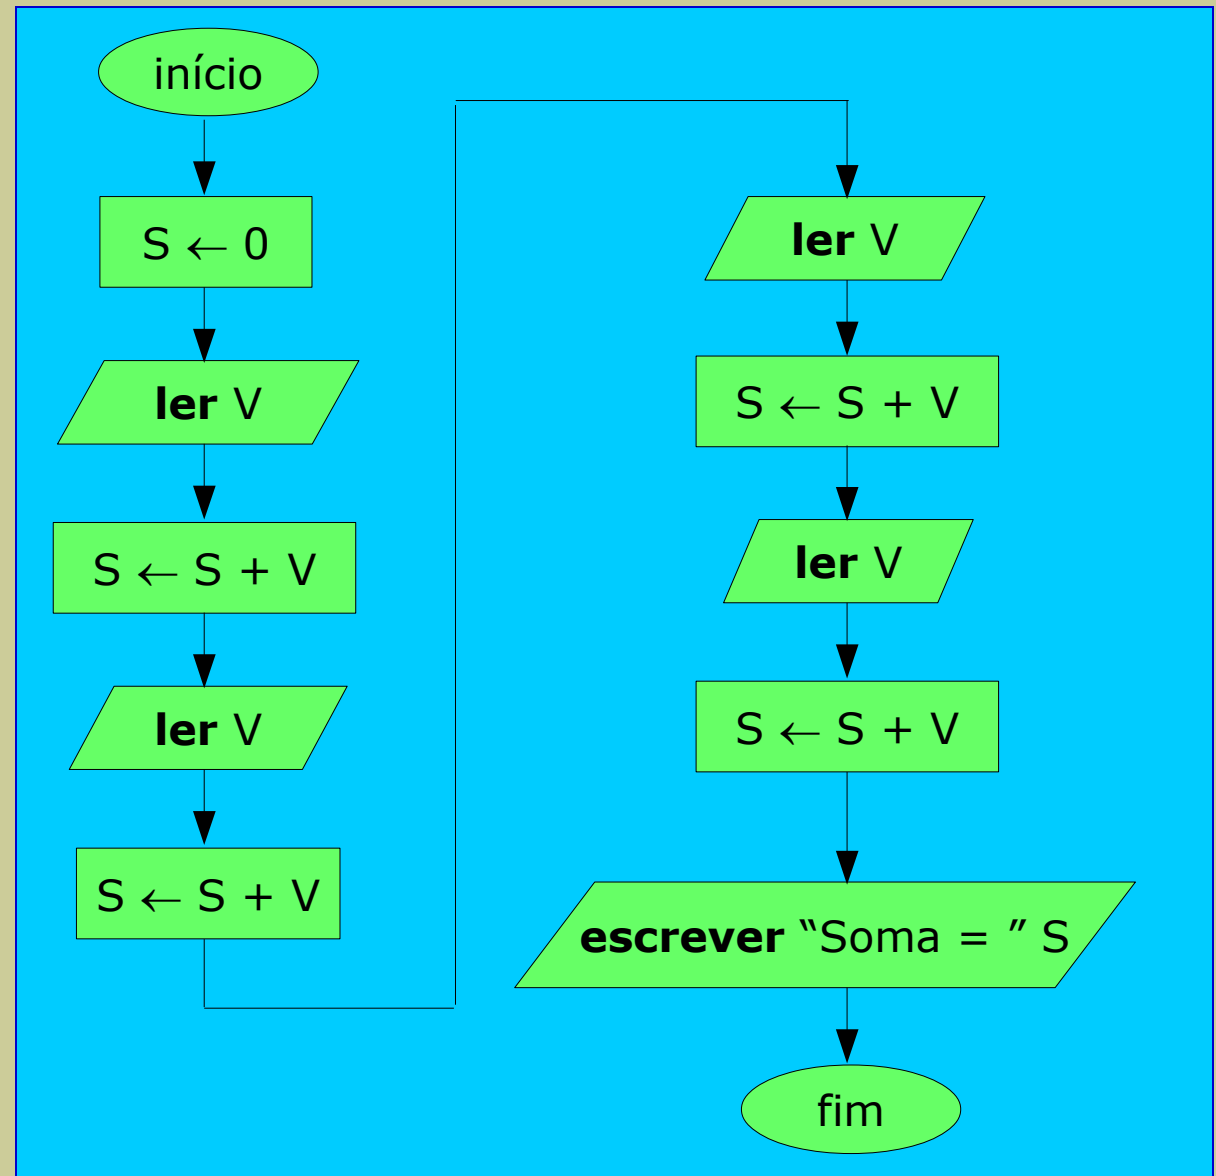 início
S ← 0
ler V
S ← S + V
ler V
S ← S + V
ler V
S ← S + V
ler V
S ← S + V
escrever “Soma = ” S
fim